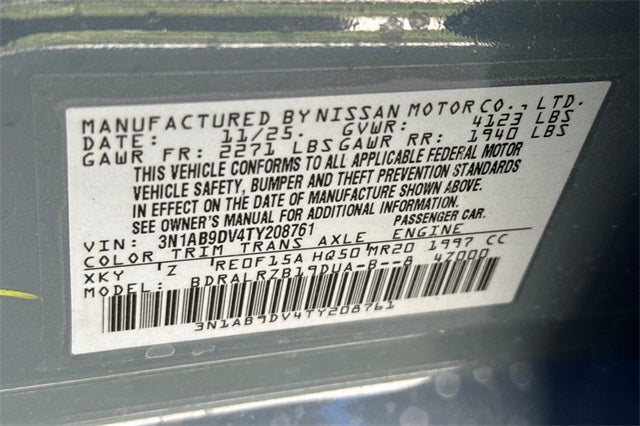 MANUFACTURED BY NISSAN MOTOR CO., LTD.
DATE: 11/25. GVWR: 4123 LBS
GAWR FR: 2271 LBS GAWR RR: 1940 LBS
THIS VEHICLE CONFORMS TO ALL APPLICABLE FEDERAL MOTOR
VEHICLE SAFETY, BUMPER AND THEFT PREVENTION STANDARDS
IN EFFECT ON THE DATE OF MANUFACTURE SHOWN ABOVE.
SEE OWNER'S MANUAL FOR ADDITIONAL INFORMATION.
VIN: 3N1AB9DV4TY208761 PASSENGER CAR.
COLOR TRIM TRANS AXLE ENGINE
XKY Z RE0F15A HQ50 MR20 1997 CC
MODEL: BDRALRZB19DUA-B--8 4Z000
3N1AB9DV4TY208761